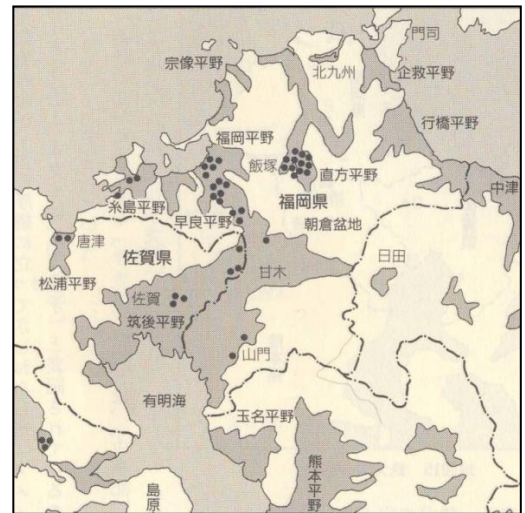 門司
宗像平野
北九州
企救平野
行橋平野
福岡平野
飯塚
直方平野
中津
福岡県
糸島平野
早良平野
朝倉盆地
唐津
佐賀県
甘木
日田
松浦平野
佐賀
筑後平野
山門
有明海
玉名平野
島原
熊本平野